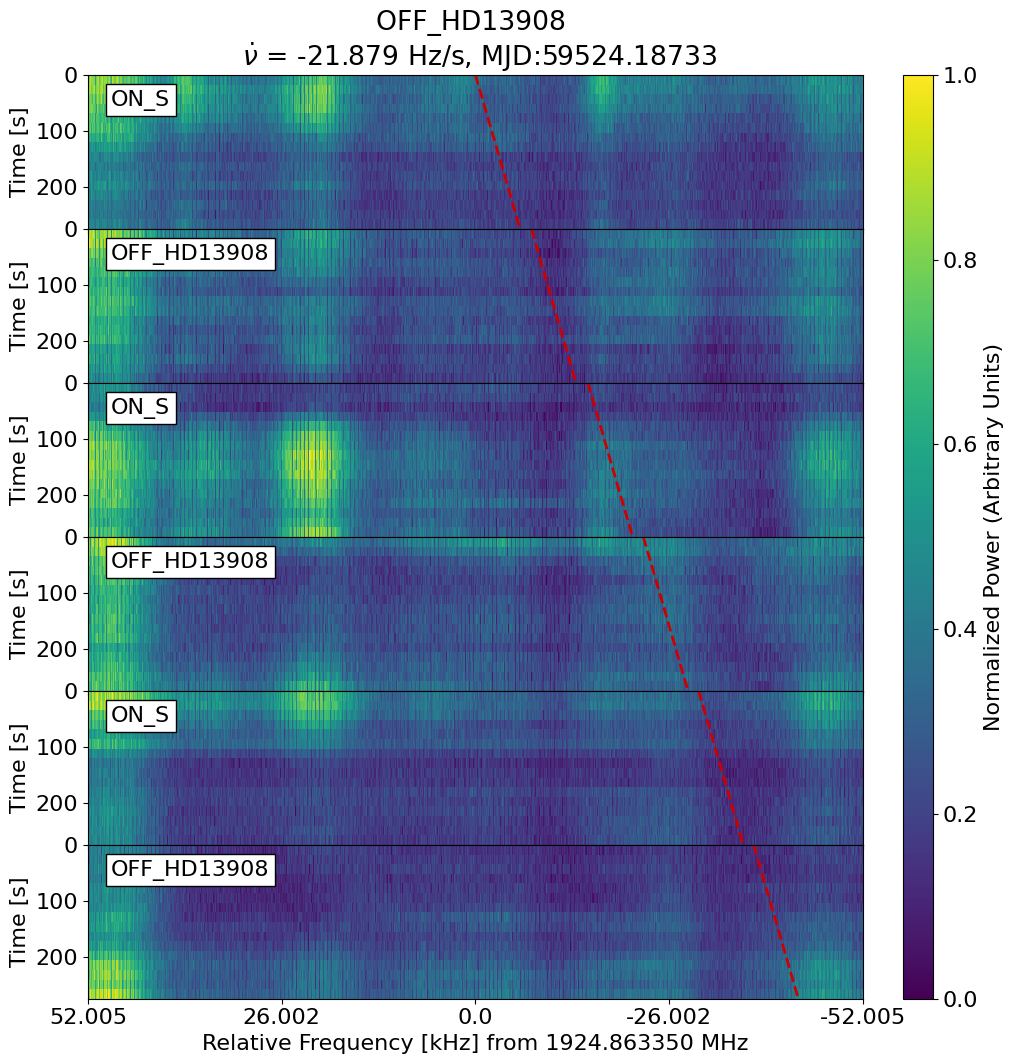 OFF_HD13908
ν̇ = -21.879 Hz/s, MJD:59524.18733
ON_S
0
100
200
Time [s]
OFF_HD13908
0
100
200
Time [s]
ON_S
0
100
200
Time [s]
OFF_HD13908
0
100
200
Time [s]
ON_S
0
100
200
Time [s]
OFF_HD13908
0
100
200
Time [s]
52.005 26.002 0.0 -26.002 -52.005
Relative Frequency [kHz] from 1924.863350 MHz
1.0
0.8
0.6
0.4
0.2
0.0
Normalized Power (Arbitrary Units)